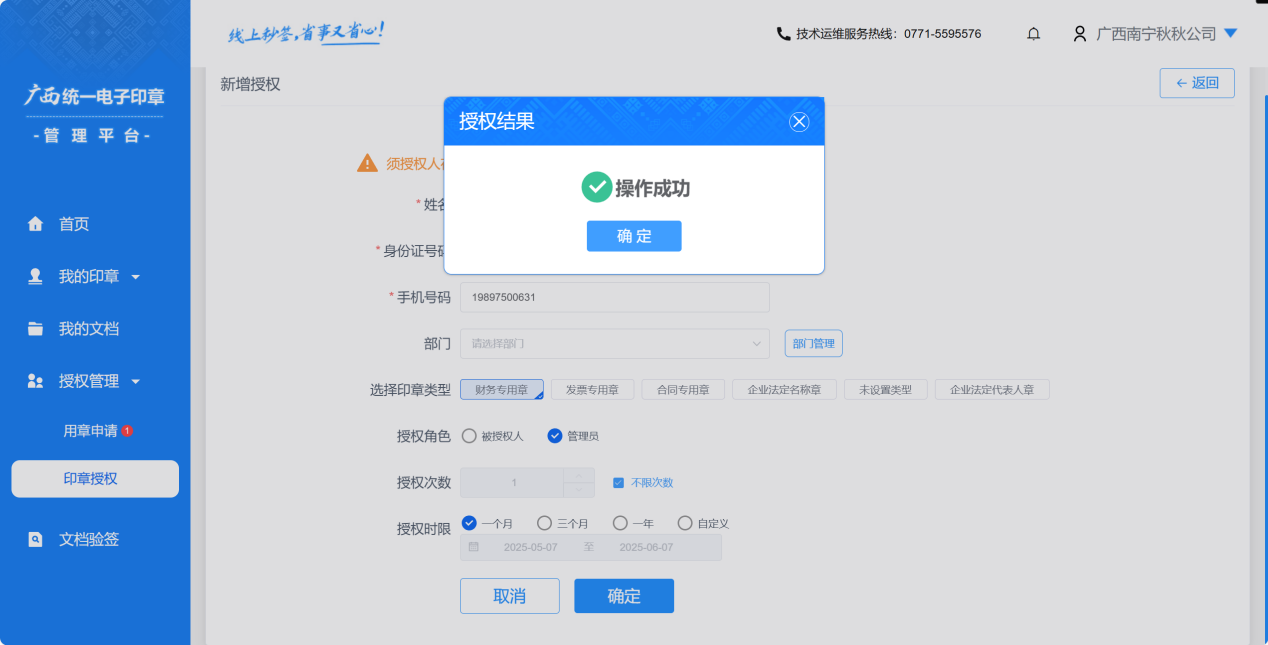 线上秒签,省事又省心!
技术运维服务热线：0771-5595576
广西南宁秋秋公司
广西统一电子印章
-管 理 平 台-
首页
我的印章
我的文档
授权管理
用章申请 1
印章授权
文档验签
新增授权
← 返回
授权结果
操作成功
确 定
须授权人
* 姓名
* 身份证号码
* 手机号码 19897500631
部门 请选择部门 部门管理
选择印章类型 财务专用章 发票专用章 合同专用章 企业法定名称章 未设置类型 企业法定代表人章
授权角色 被授权人 管理员
授权次数 1 不限次数
授权时限 一个月 三个月 一年 自定义
2025-05-07 至 2025-06-07
取消 确定